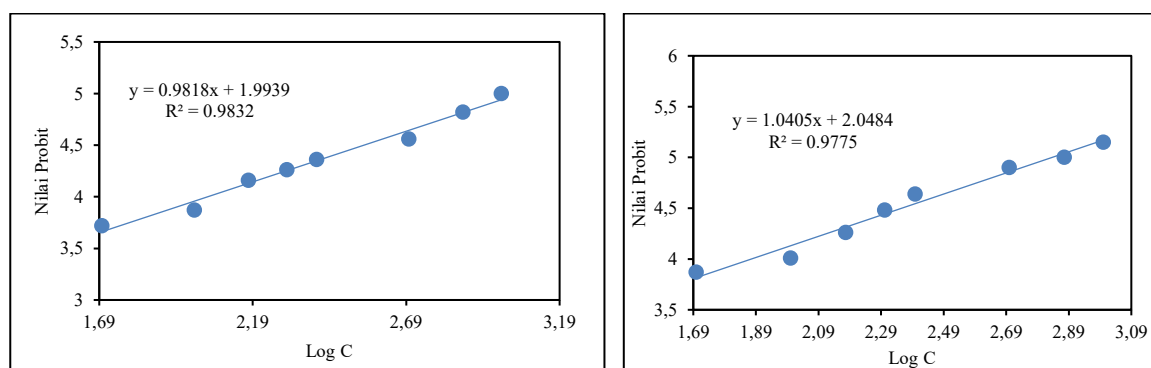 5,5
5
4,5
4
3,5
3
Nilai Probit
y = 0.9818x + 1.9939
R² = 0.9832
1,69 2,19 2,69 3,19
Log C
6
5,5
5
4,5
4
3,5
Nilai Probit
y = 1.0405x + 2.0484
R² = 0.9775
1,69 1,89 2,09 2,29 2,49 2,69 2,89 3,09
Log C